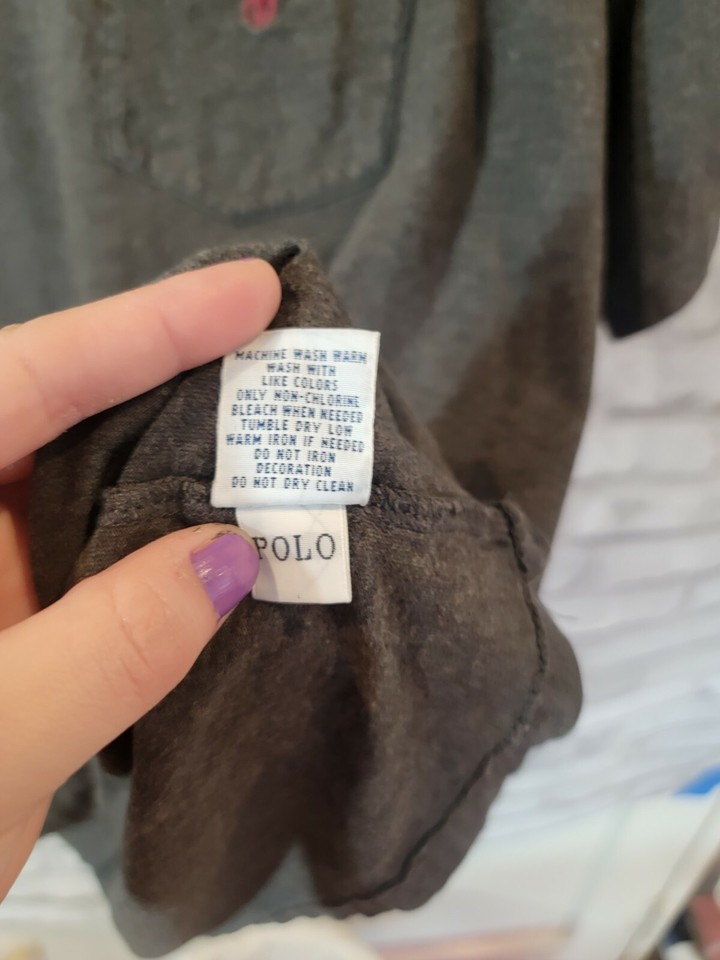 MACHINE WASH WARM
WASH WITH
LIKE COLORS
ONLY NON-CHLORINE
BLEACH WHEN NEEDED
TUMBLE DRY LOW
WARM IRON IF NEEDED
DO NOT IRON
DECORATION
DO NOT DRY CLEAN
POLO